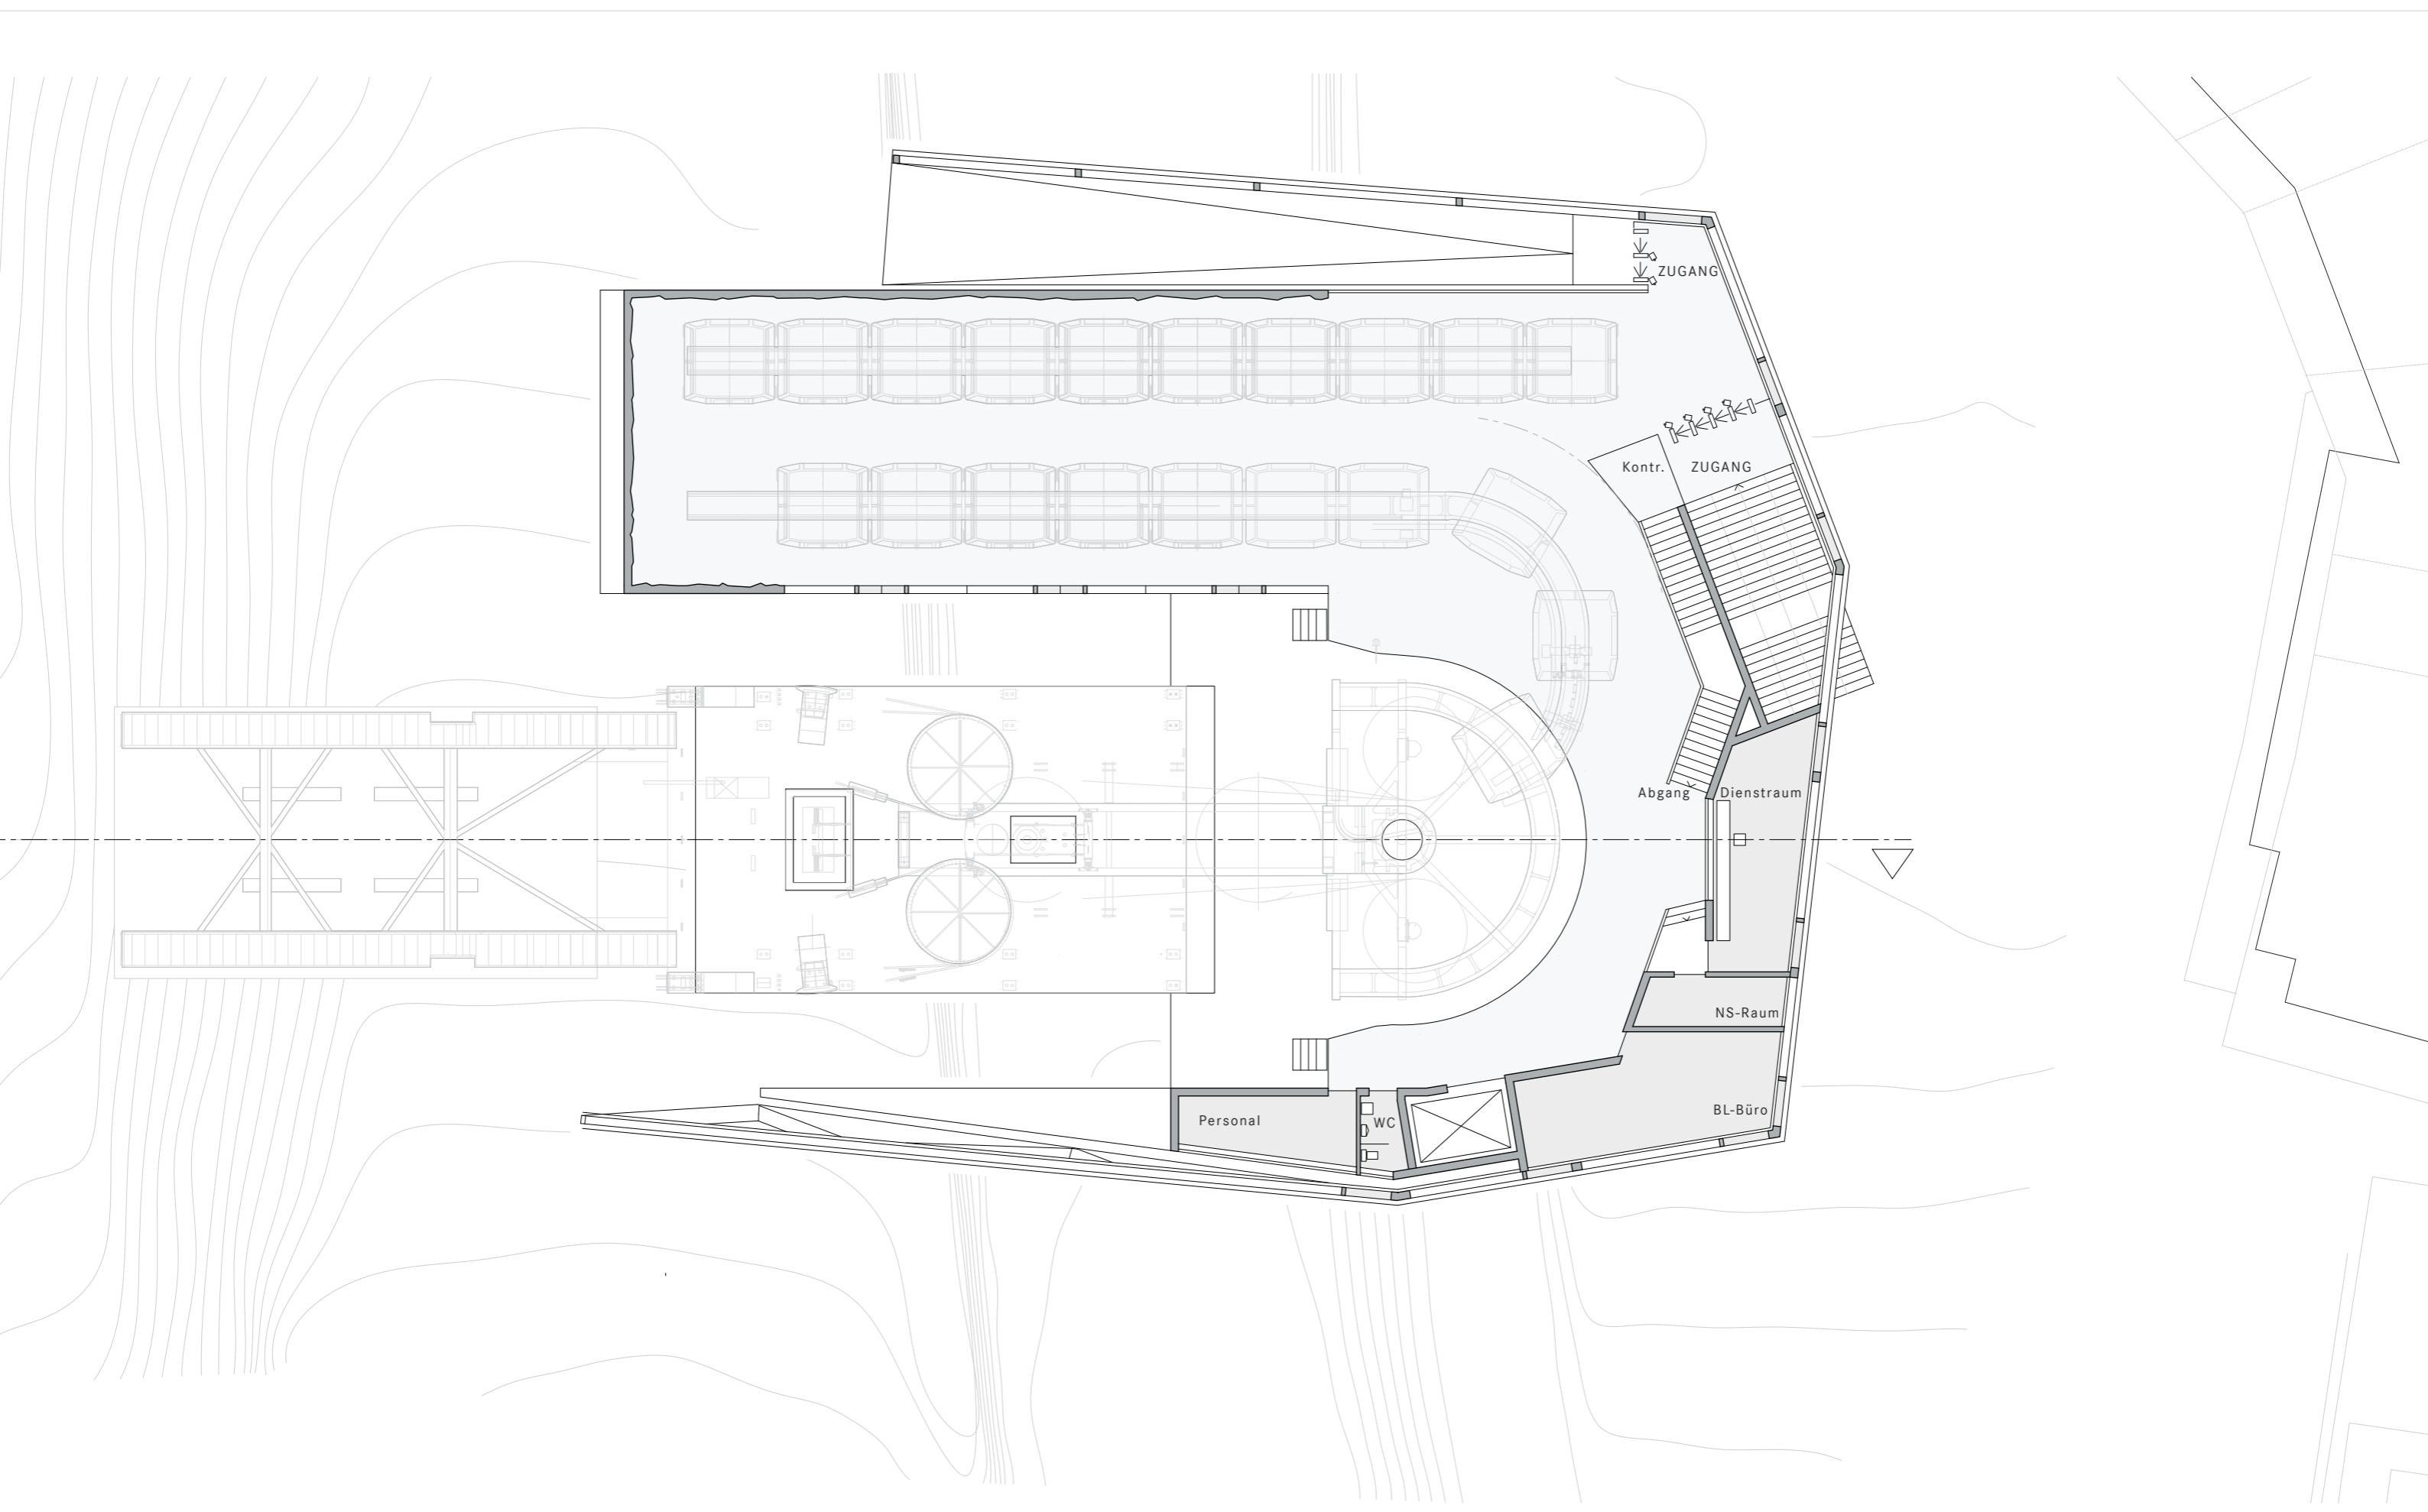 ZUGANG
Kontr.
ZUGANG
Abgang
Dienstraum
NS-Raum
BL-Büro
Personal
WC